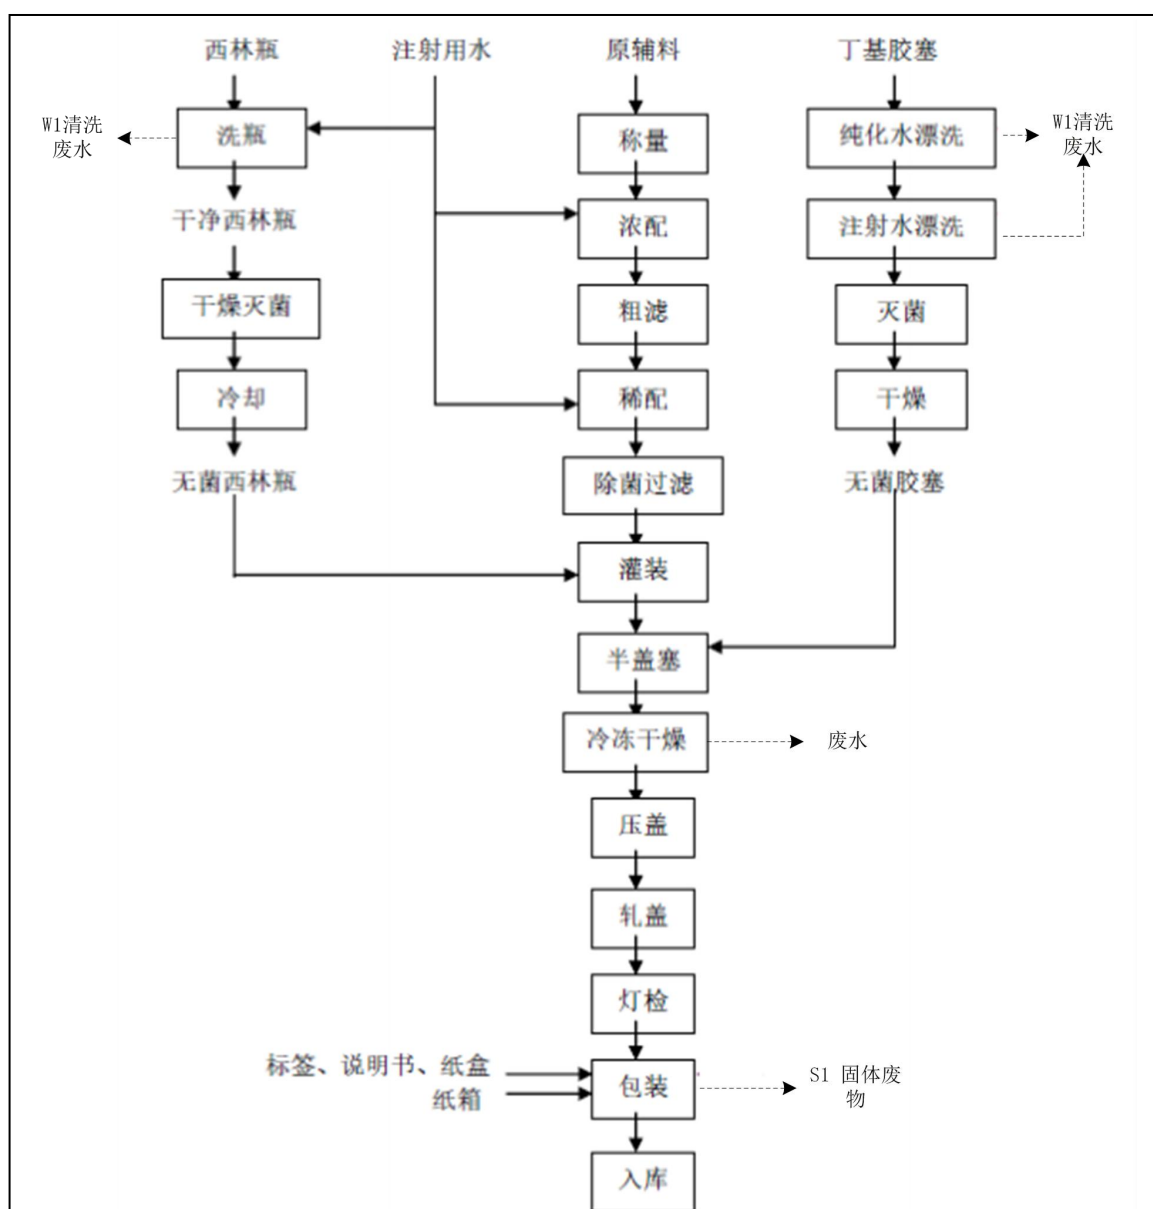 西林瓶
注射用水
原辅料
丁基胶塞
W1清洗
废水
洗瓶
称量
纯化水漂洗
W1清洗
废水
干净西林瓶
浓配
注射水漂洗
干燥灭菌
粗滤
灭菌
冷却
稀配
干燥
无菌西林瓶
除菌过滤
无菌胶塞
灌装
半盖塞
冷冻干燥
废水
压盖
轧盖
灯检
标签、说明书、纸盒
纸箱
包装
S1 固体废
物
入库